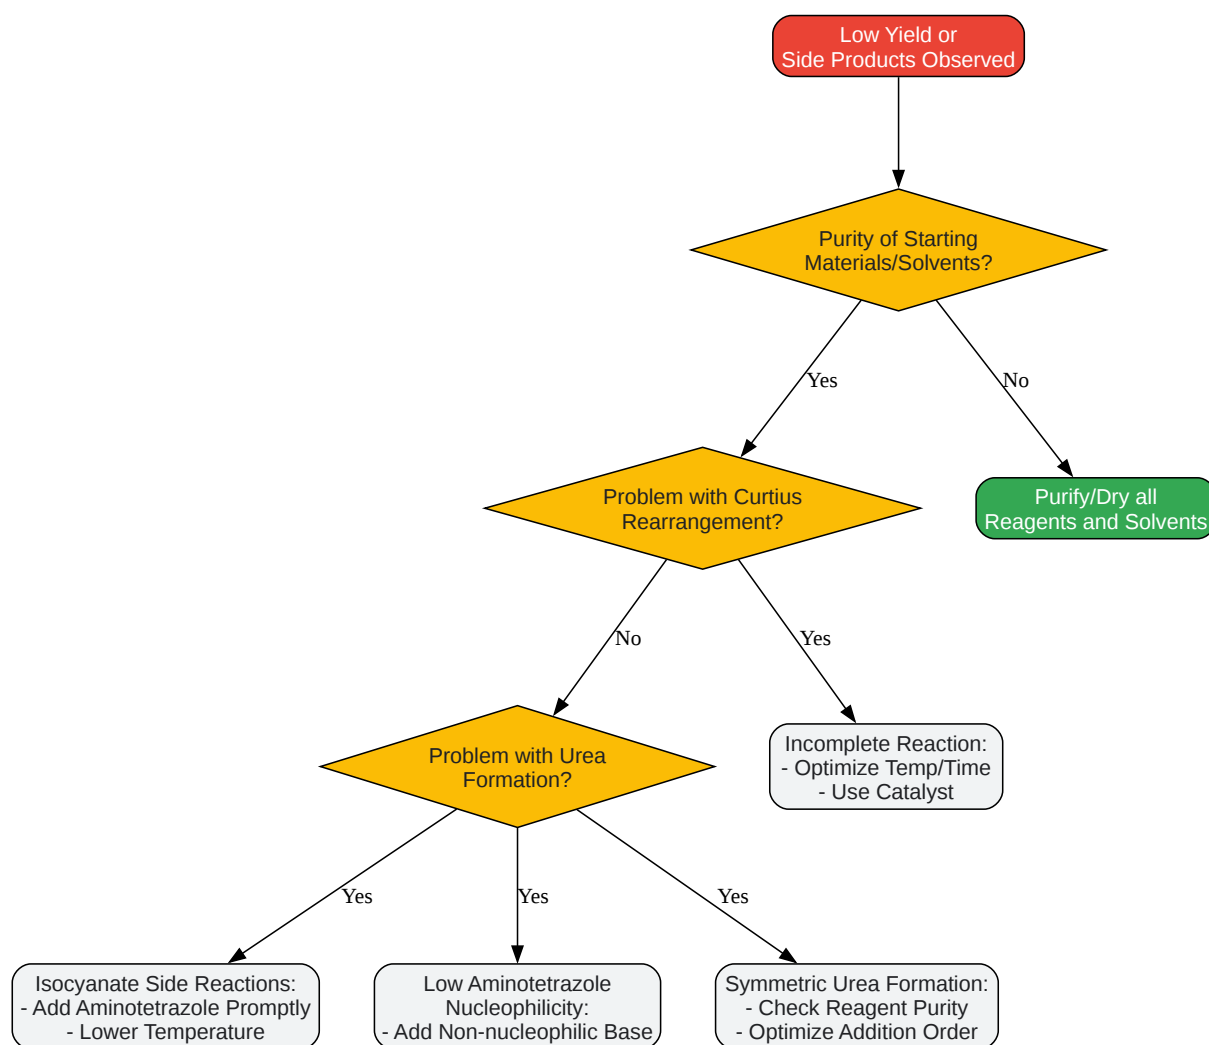 Low Yield or
Side Products Observed
Purity of Starting
Materials/Solvents?
Yes
No
Problem with Curtius
Rearrangement?
Purify/Dry all
Reagents and Solvents
No
Yes
Problem with Urea
Formation?
Incomplete Reaction:
- Optimize Temp/Time
- Use Catalyst
Yes
Yes
Yes
Isocyanate Side Reactions:
- Add Aminotetrazole Promptly
- Lower Temperature
Low Aminotetrazole
Nucleophilicity:
- Add Non-nucleophilic Base
Symmetric Urea Formation:
- Check Reagent Purity
- Optimize Addition Order